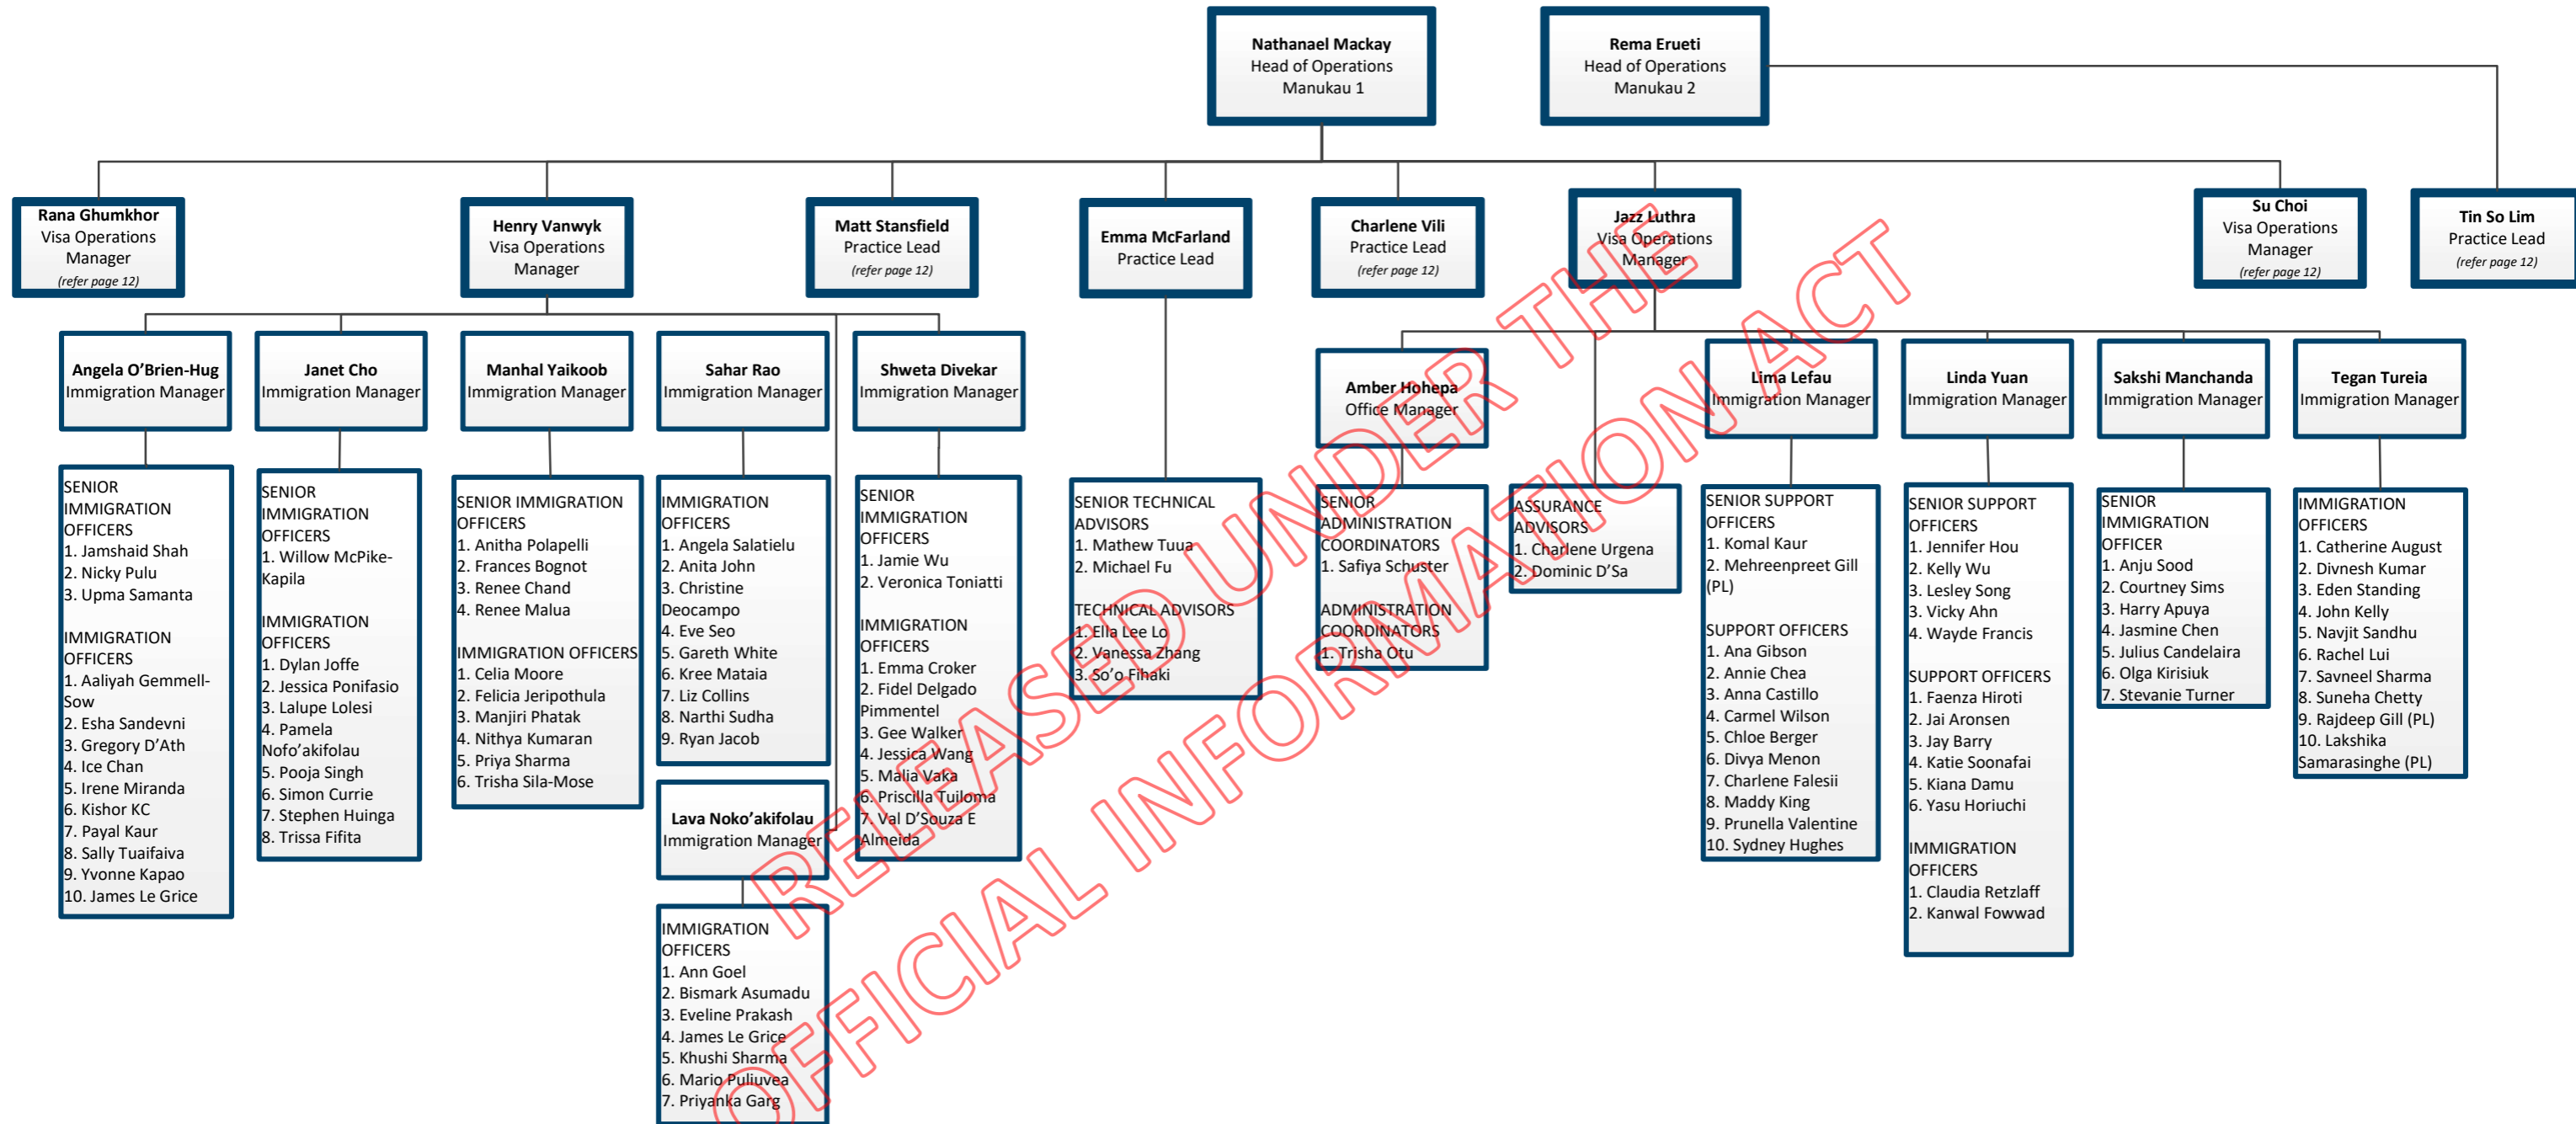 Nathanael Mackay
Head of Operations
Manukau 1
Rema Erueti
Head of Operations
Manukau 2
Rana Ghumkhor
Visa Operations
Manager
(refer page 12)
Henry Vanwyk
Visa Operations
Manager
Matt Stansfield
Practice Lead
(refer page 12)
Emma McFarland
Practice Lead
Charlene Vili
Practice Lead
(refer page 12)
Jazz Luthra
Visa Operations
Manager
Su Choi
Visa Operations
Manager
(refer page 12)
Tin So Lim
Practice Lead
(refer page 12)
Angela O’Brien-Hug
Immigration Manager
Janet Cho
Immigration Manager
Manhal Yaikoob
Immigration Manager
Sahar Rao
Immigration Manager
Shweta Divekar
Immigration Manager
Amber Hohepa
Office Manager
Lima Lefau
Immigration Manager
Linda Yuan
Immigration Manager
Sakshi Manchanda
Immigration Manager
Tegan Tureia
Immigration Manager
SENIOR
IMMIGRATION
OFFICERS
1. Jamshaid Shah
2. Nicky Pulu
3. Upma Samanta
IMMIGRATION
OFFICERS
1. Aaliyah Gemmell-
Sow
2. Esha Sandevni
3. Gregory D’Ath
4. Ice Chan
5. Irene Miranda
6. Kishor KC
7. Payal Kaur
8. Sally Tuaifaiva
9. Yvonne Kapao
10. James Le Grice
SENIOR
IMMIGRATION
OFFICERS
1. Willow McPike-
Kapila
IMMIGRATION
OFFICERS
1. Dylan Joffe
2. Jessica Ponifasio
3. Lalupe Lolesi
4. Pamela
Nofo’akifolau
5. Pooja Singh
6. Simon Currie
7. Stephen Huinga
8. Trissa Fifita
SENIOR IMMIGRATION
OFFICERS
1. Anitha Polapelli
2. Frances Bognot
3. Renee Chand
4. Renee Malua
IMMIGRATION OFFICERS
1. Celia Moore
2. Felicia Jeripothula
3. Manjiri Phatak
4. Nithya Kumaran
5. Priya Sharma
6. Trisha Sila-Mose
IMMIGRATION
OFFICERS
1. Angela Salatielu
2. Anita John
3. Christine
Deocampo
4. Eve Seo
5. Gareth White
6. Kree Mataia
7. Liz Collins
8. Narthi Sudha
9. Ryan Jacob
Lava Noko’akifolau
Immigration Manager
IMMIGRATION
OFFICERS
1. Ann Goel
2. Bismark Asumadu
3. Eveline Prakash
4. James Le Grice
5. Khushi Sharma
6. Mario Puliuvea
7. Priyanka Garg
SENIOR
IMMIGRATION
OFFICERS
1. Jamie Wu
2. Veronica Toniatti
IMMIGRATION
OFFICERS
1. Emma Croker
2. Fidel Delgado
Pimmentel
3. Gee Walker
4. Jessica Wang
5. Malia Vaka
6. Priscilla Tuiloma
7. Val D’Souza E
Almeida
SENIOR TECHNICAL
ADVISORS
1. Mathew Tuua
2. Michael Fu
TECHNICAL ADVISORS
1. Ella Lee Lo
2. Vanessa Zhang
3. So’o Fihaki
SENIOR
ADMINISTRATION
COORDINATORS
1. Safiya Schuster
ADMINISTRATION
COORDINATORS
1. Trisha Otu
ASSURANCE
ADVISORS
1. Charlene Urgena
2. Dominic D’Sa
SENIOR SUPPORT
OFFICERS
1. Komal Kaur
2. Mehreenpreet Gill
(PL)
SUPPORT OFFICERS
1. Ana Gibson
2. Annie Chea
3. Anna Castillo
4. Carmel Wilson
5. Chloe Berger
6. Divya Menon
7. Charlene Falesii
8. Maddy King
9. Prunella Valentine
10. Sydney Hughes
SENIOR SUPPORT
OFFICERS
1. Jennifer Hou
2. Kelly Wu
3. Lesley Song
3. Vicky Ahn
4. Wayde Francis
SUPPORT OFFICERS
1. Faenza Hiroti
2. Jai Aronsen
3. Jay Barry
4. Katie Soonafai
5. Kiana Damu
6. Yasu Horiuchi
IMMIGRATION
OFFICERS
1. Claudia Retzlaff
2. Kanwal Fowwad
SENIOR
IMMIGRATION
OFFICER
1. Anju Sood
2. Courtney Sims
3. Harry Apuya
4. Jasmine Chen
5. Julius Candelaira
6. Olga Kirisiuk
7. Stevanie Turner
IMMIGRATION
OFFICERS
1. Catherine August
2. Divnesh Kumar
3. Eden Standing
4. John Kelly
5. Navjit Sandhu
6. Rachel Lui
7. Savneel Sharma
8. Suneha Chetty
9. Rajdeep Gill (PL)
10. Lakshika
Samarasinghe (PL)
RELEASED UNDER THE
OFFICIAL INFORMATION ACT